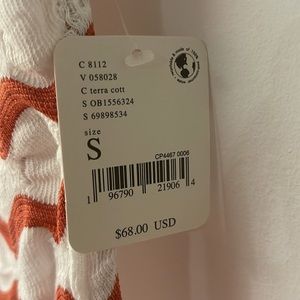 C 8112
V 058028
C terra cott
S OB1556324
S 69898534
size
S
CP4467 0006
1 96790 21906 4
$68.00 USD